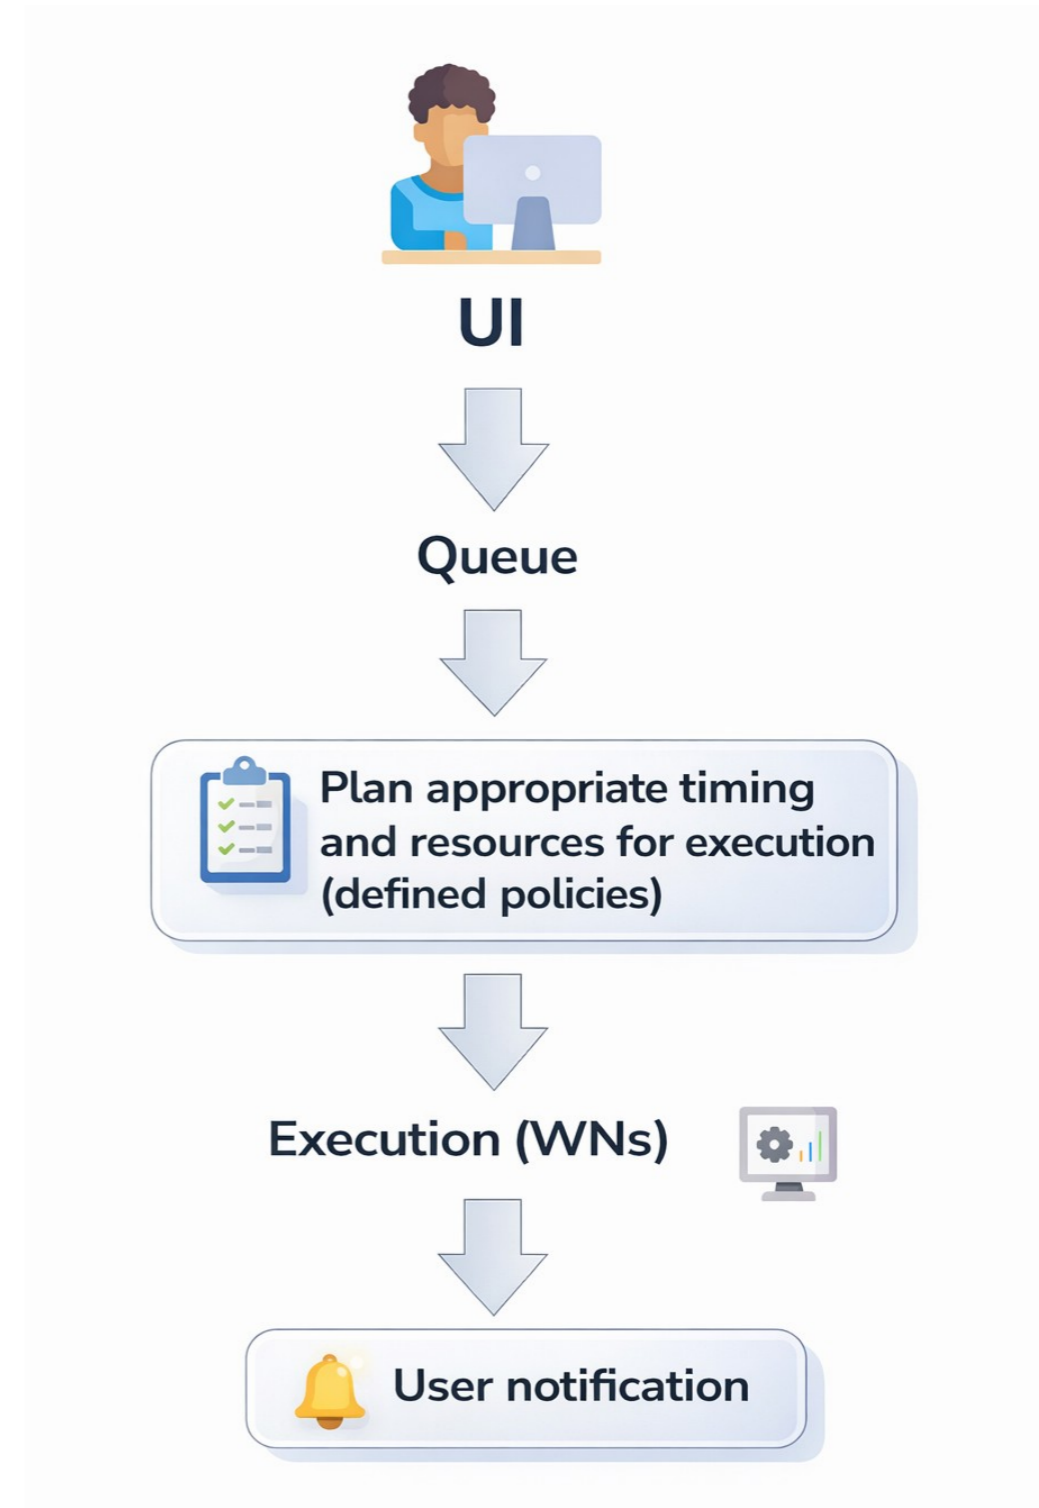 UI
Queue
Plan appropriate timing
and resources for execution
(defined policies)
Execution (WNs)
User notification